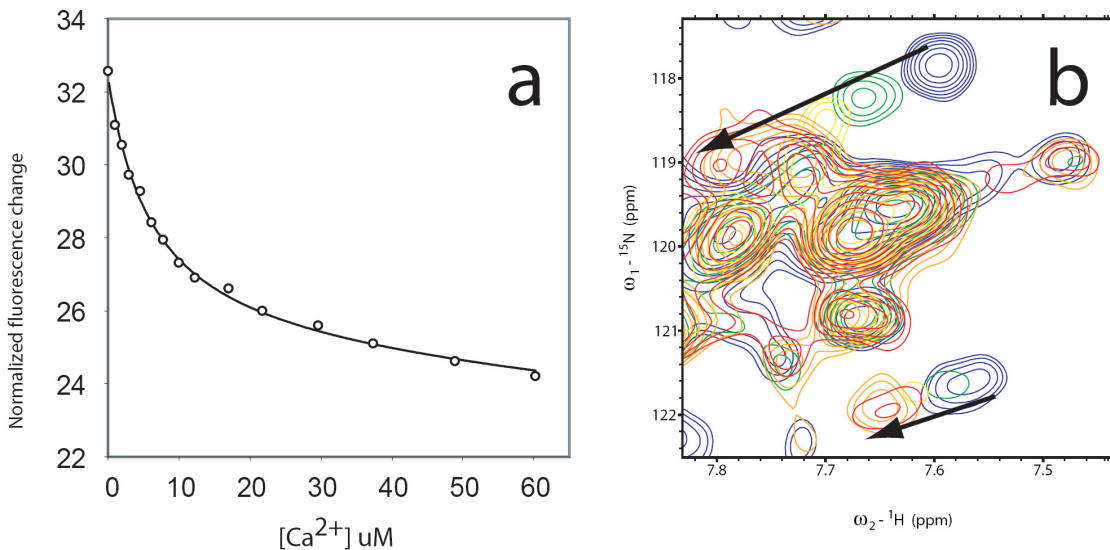 a
34
32
30
28
26
24
22
0 10 20 30 40 50 60
Normalized fluorescence change
[Ca2+] uM
b
118
119
120
121
122
7.8 7.7 7.6 7.5
ω1 - 15N (ppm)
ω2 - 1H (ppm)